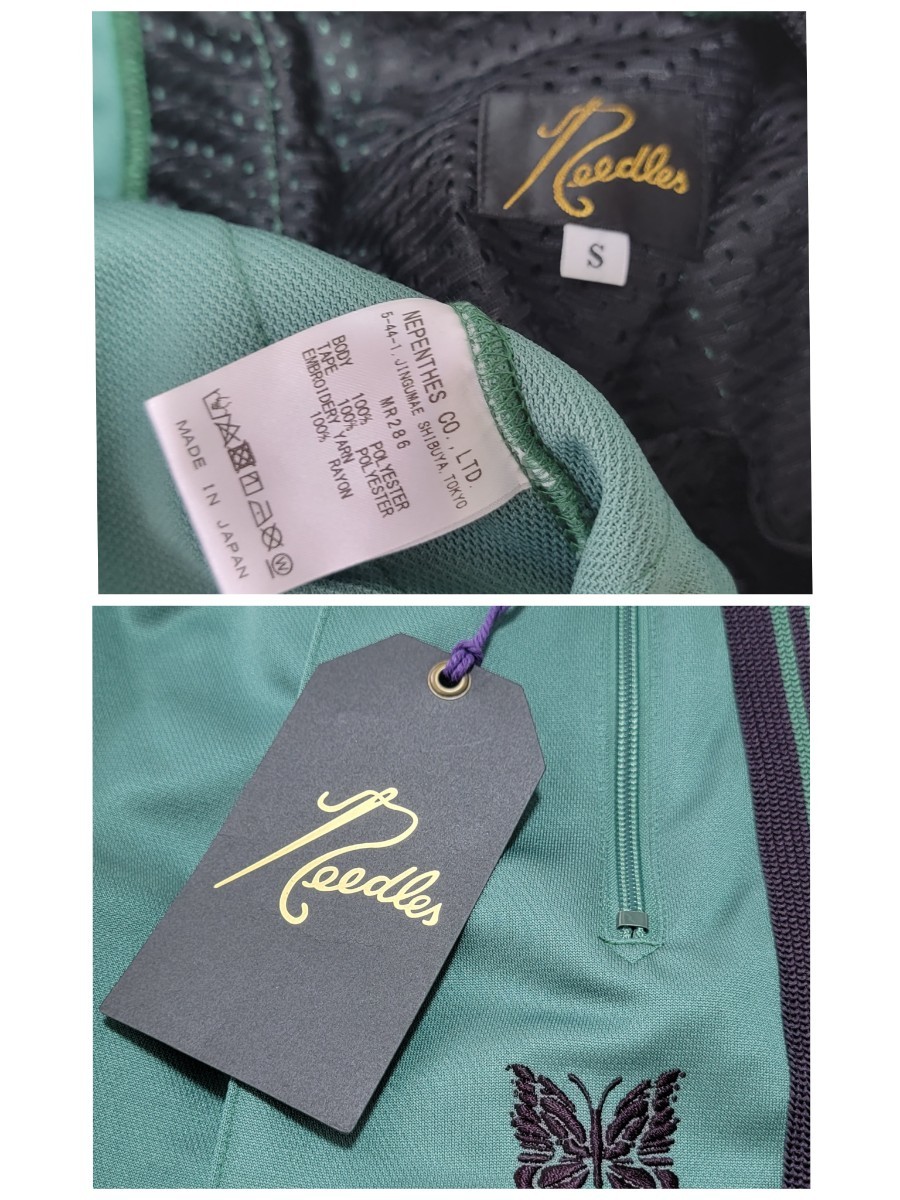 Needles
S
NEPENTHES CO., LTD.
5-44-1, JINGUMAE SHIBUYA, TOKYO
MR286
BODY 100% POLYESTER
TAPE 100% POLYESTER
EMBROIDERY YARN 100% RAYON
W
MADE IN JAPAN
Needles